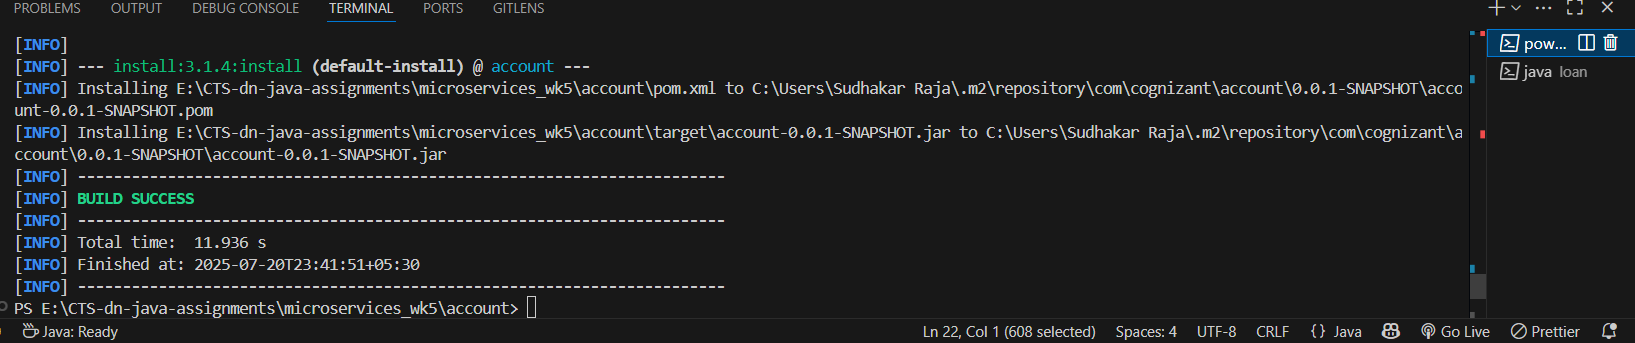 PROBLEMS OUTPUT DEBUG CONSOLE TERMINAL PORTS GITLENS
[INFO]
[INFO] --- install:3.1.4:install (default-install) @ account ---
[INFO] Installing E:\CTS-dn-java-assignments\microservices_wk5\account\pom.xml to C:\Users\Sudhakar Raja\.m2\repository\com\cognizant\account\0.0.1-SNAPSHOT\acco
unt-0.0.1-SNAPSHOT.pom
[INFO] Installing E:\CTS-dn-java-assignments\microservices_wk5\account\target\account-0.0.1-SNAPSHOT.jar to C:\Users\Sudhakar Raja\.m2\repository\com\cognizant\a
ccount\0.0.1-SNAPSHOT\account-0.0.1-SNAPSHOT.jar
[INFO] ------------------------------------------------------------------------
[INFO] BUILD SUCCESS
[INFO] ------------------------------------------------------------------------
[INFO] Total time:  11.936 s
[INFO] Finished at: 2025-07-20T23:41:51+05:30
[INFO] ------------------------------------------------------------------------
PS E:\CTS-dn-java-assignments\microservices_wk5\account>
pow...
java loan
Java: Ready Ln 22, Col 1 (608 selected) Spaces: 4 UTF-8 CRLF {} Java Go Live Prettier